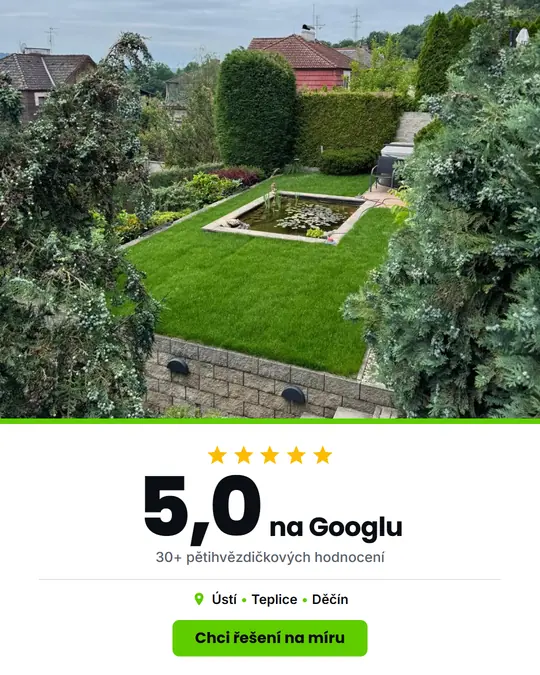 5,0 na Googlu
30+ pětihvězdičkových hodnocení
Ústí • Teplice • Děčín
Chci řešení na míru